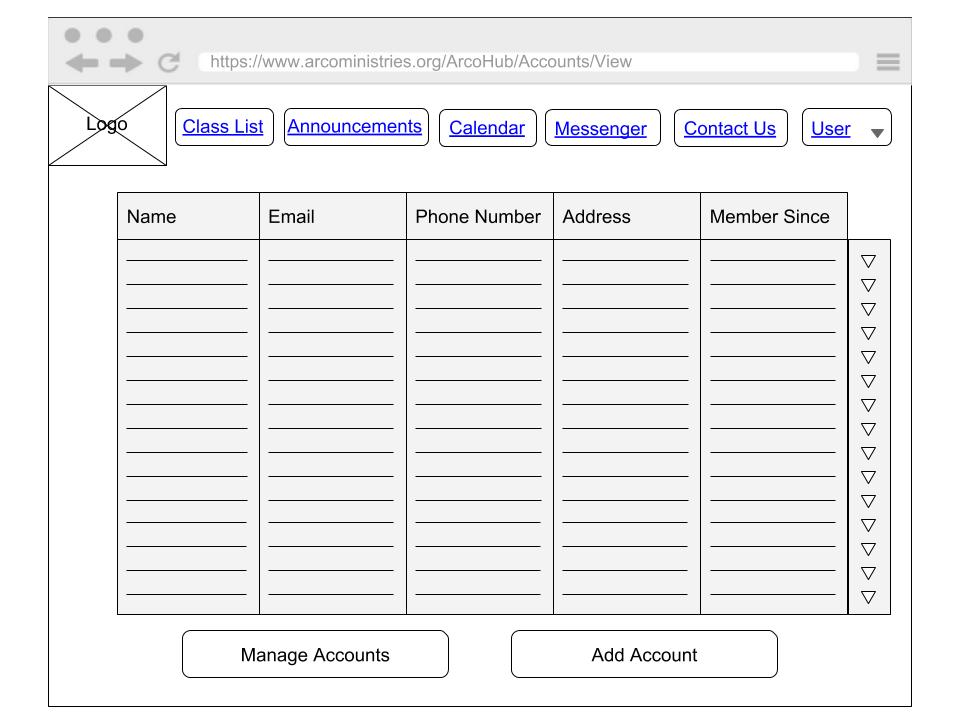 https://www.arcoministries.org/ArcoHub/Accounts/View
Logo
Class List Announcements Calendar Messenger Contact Us User
Name Email Phone Number Address Member Since
Manage Accounts Add Account